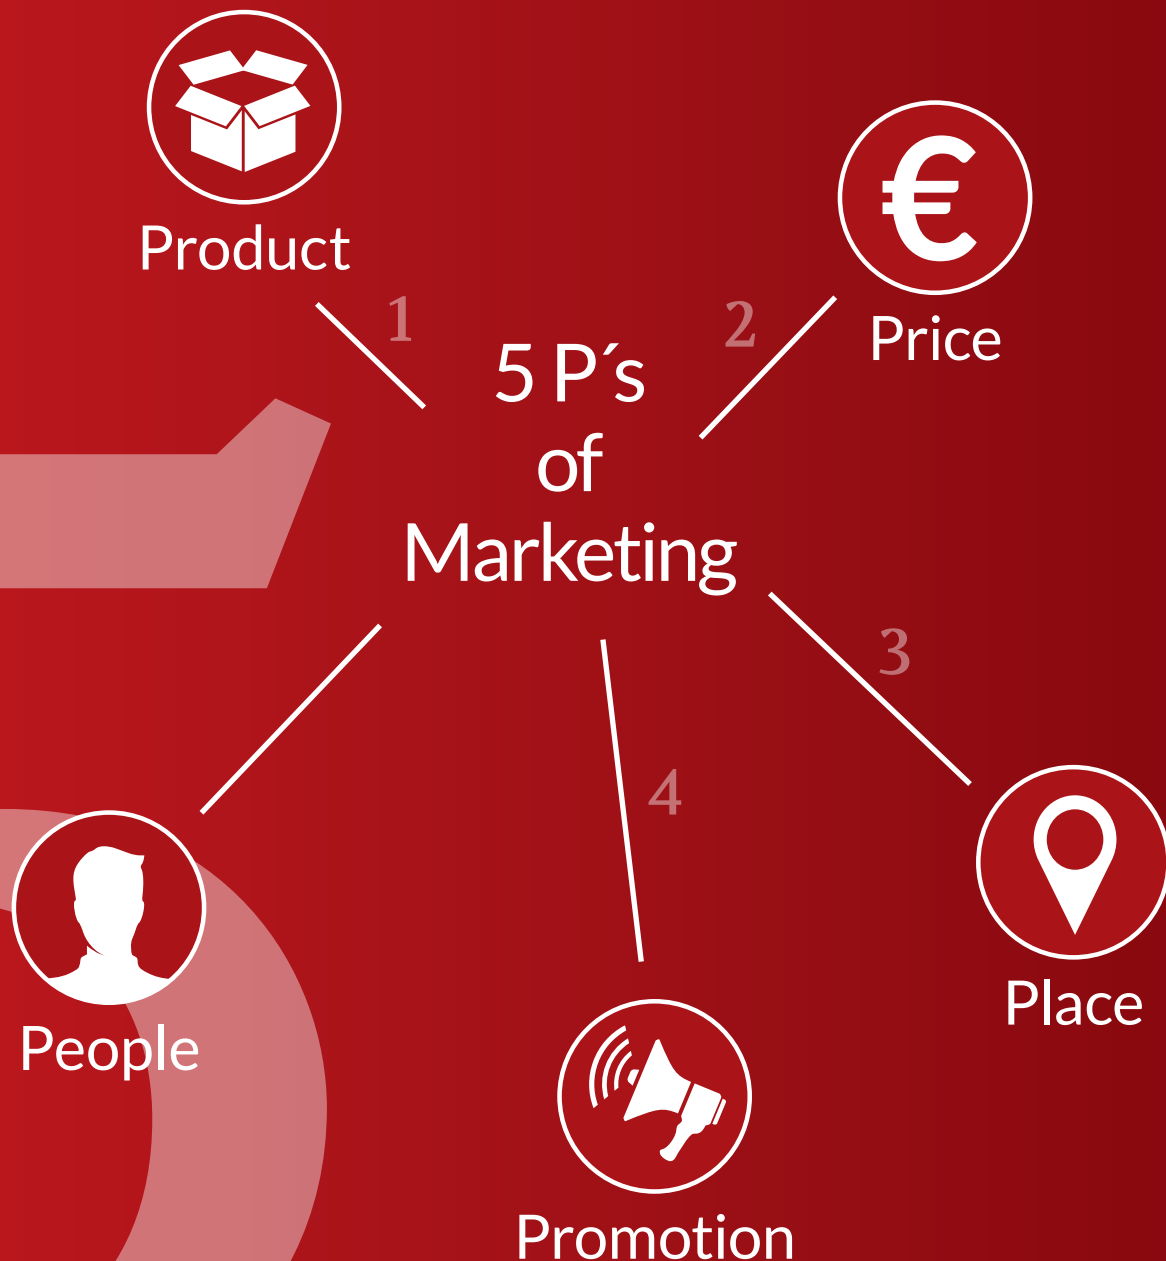 Product
€
Price
1
2
5 P´s
of
Marketing
3
4
People
Place
Promotion